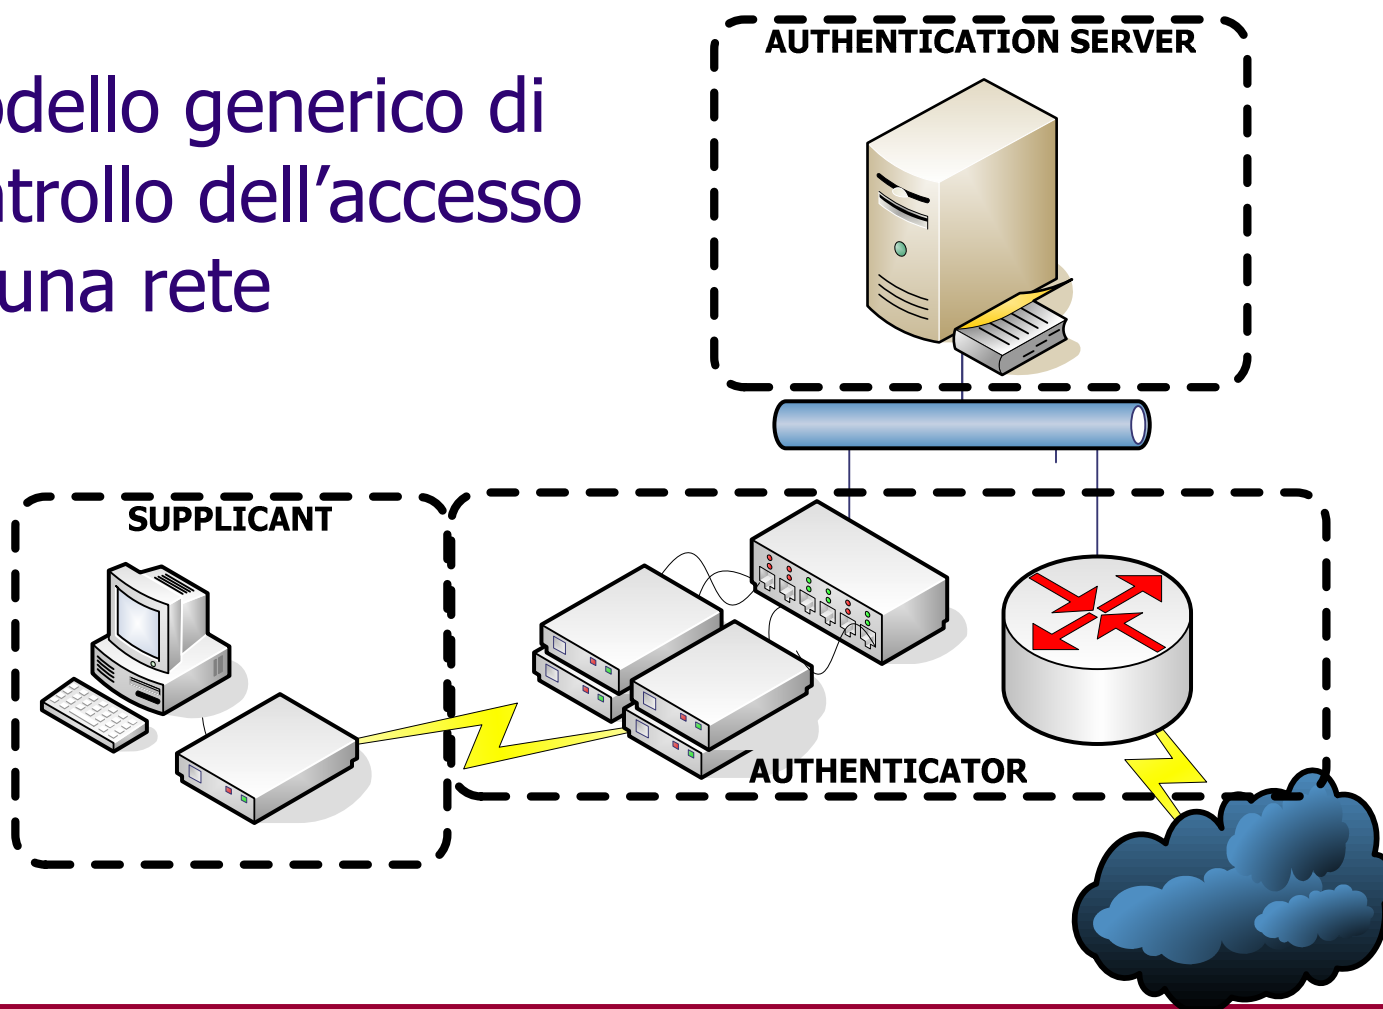 odello generico di
ntrollo dell’accesso
una rete
AUTHENTICATION SERVER
SUPPLICANT
AUTHENTICATOR